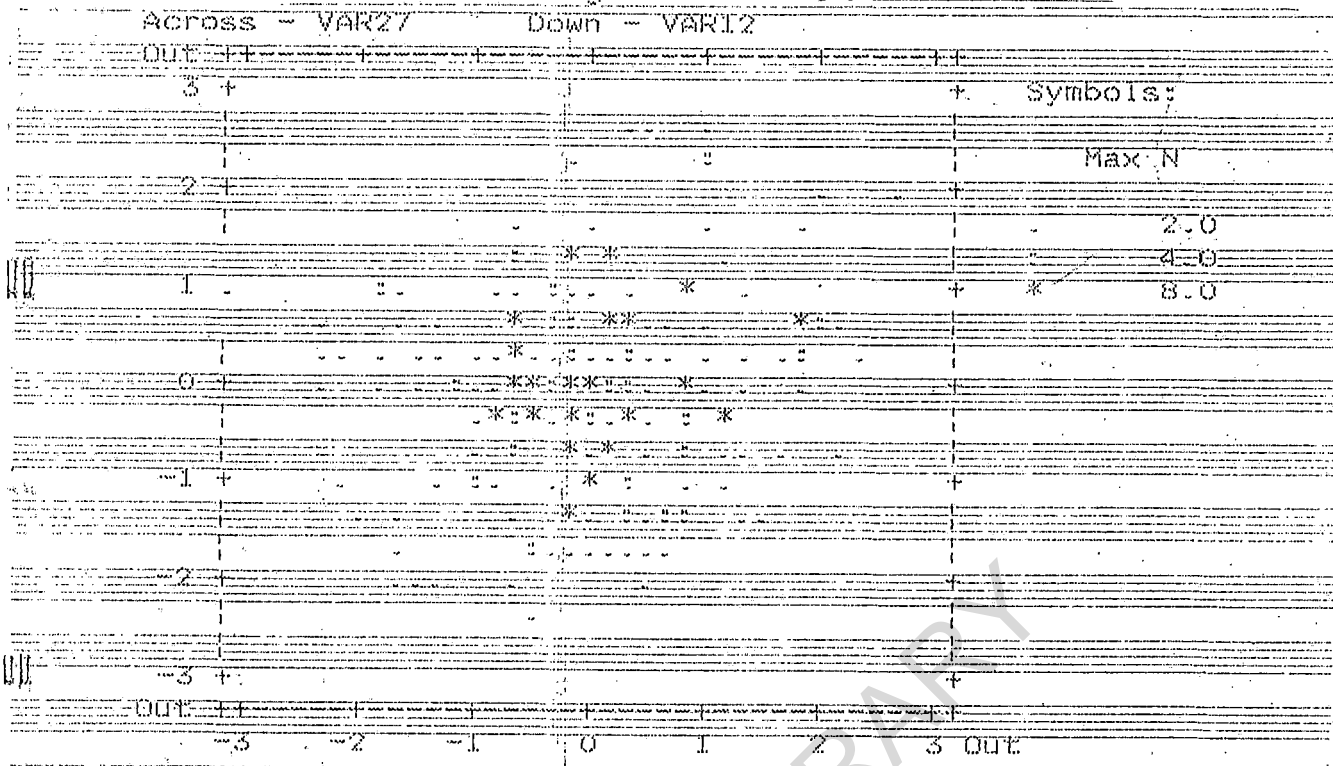 Across - VAR27 Down - VAR12
Out
3 Symbols:
Max N
2
. 2.0
: 4.0
1 * 8.0
0
-1
-2
-3
Out
-3 -2 -1 0 1 2 3 Out